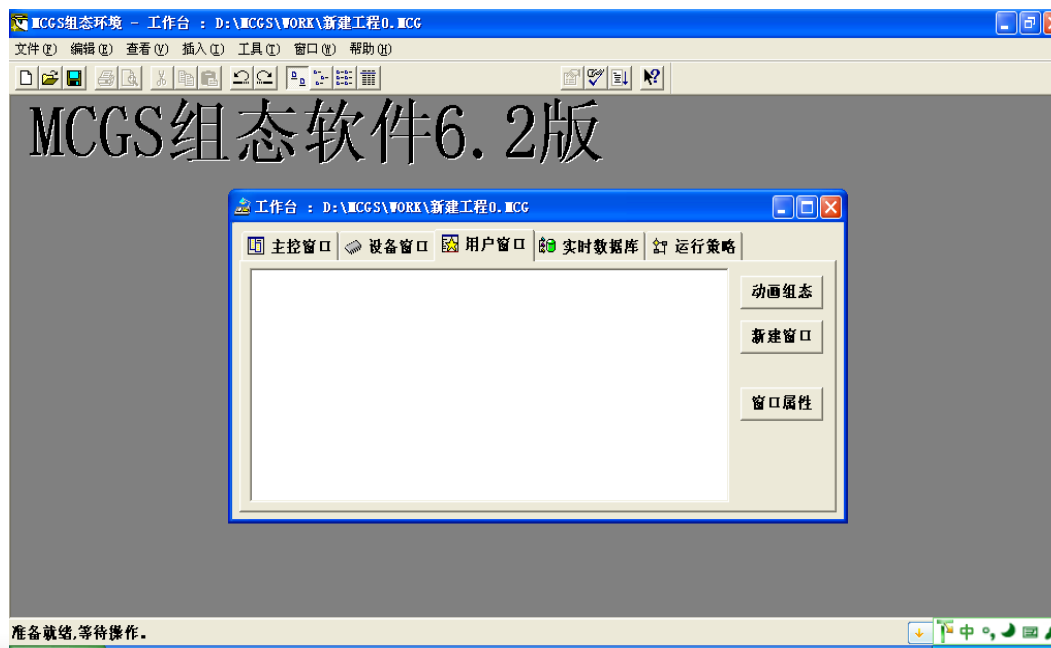 MCGS组态环境 - 工作台 : D:\MCGS\WORK\新建工程0.MCG
文件(F) 编辑(E) 查看(V) 插入(I) 工具(T) 窗口(W) 帮助(H)
MCGS组态软件6.2版
工作台 : D:\MCGS\WORK\新建工程0.MCG
主控窗口 设备窗口 用户窗口 实时数据库 运行策略
动画组态
新建窗口
窗口属性
准备就绪,等待操作。
中